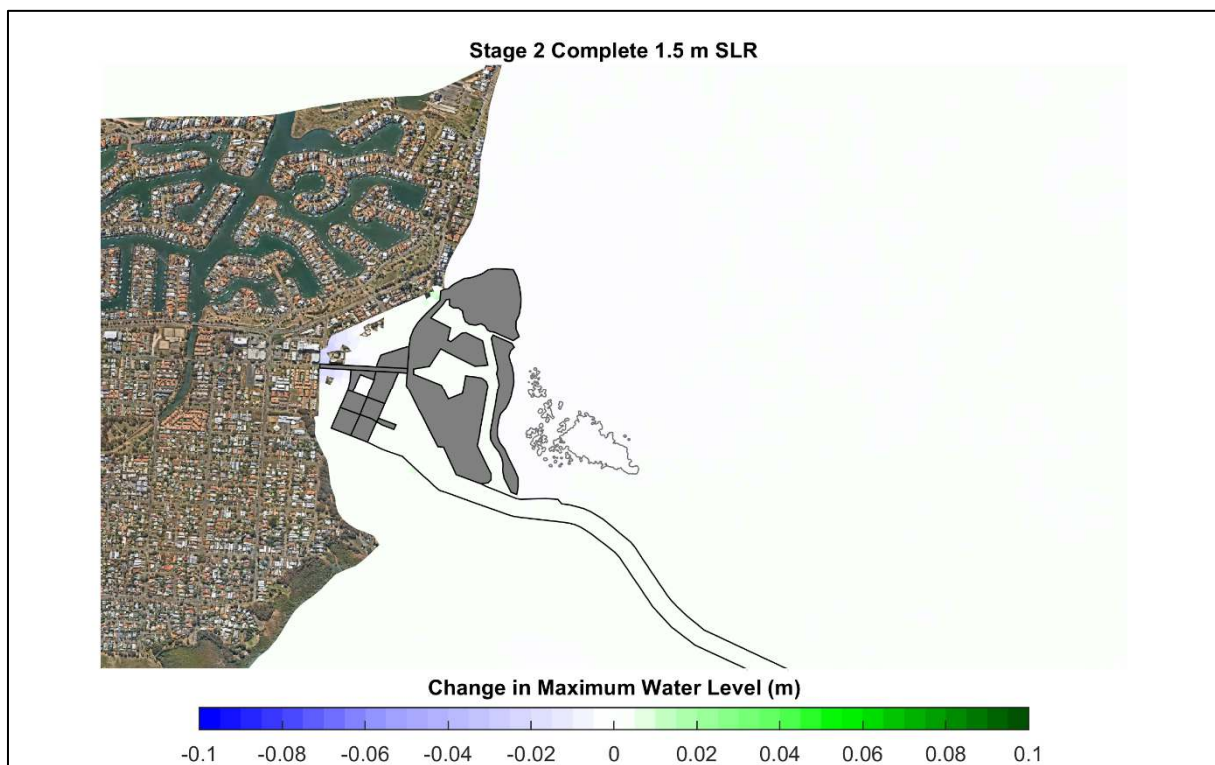 Stage 2 Complete 1.5 m SLR
Change in Maximum Water Level (m)
-0.1 -0.08 -0.06 -0.04 -0.02 0 0.02 0.04 0.06 0.08 0.1